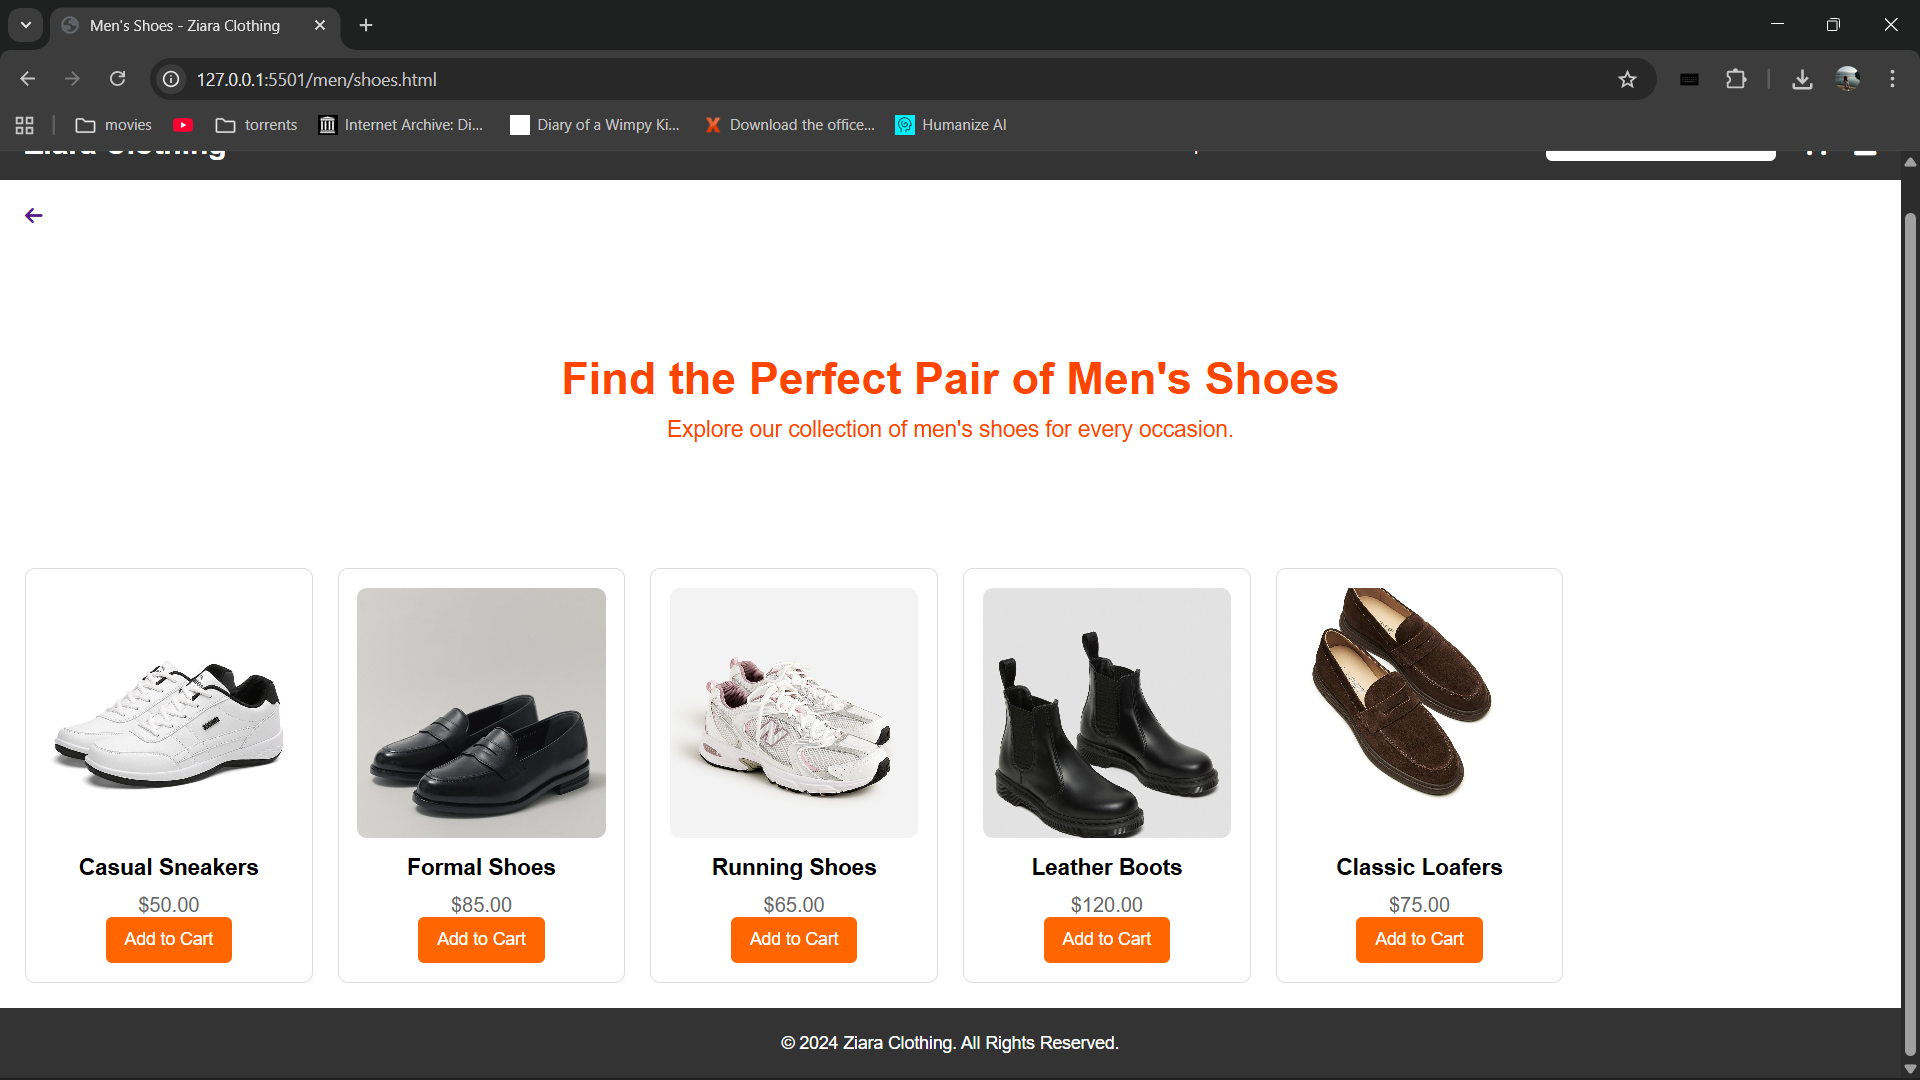 Men's Shoes - Ziara Clothing
127.0.0.1:5501/men/shoes.html
movies
torrents
Internet Archive: Di...
Diary of a Wimpy Ki...
Download the office...
Humanize AI
Ziara Clothing
Find the Perfect Pair of Men's Shoes
Explore our collection of men's shoes for every occasion.
Casual Sneakers
$50.00
Add to Cart
Formal Shoes
$85.00
Add to Cart
Running Shoes
$65.00
Add to Cart
Leather Boots
$120.00
Add to Cart
Classic Loafers
$75.00
Add to Cart
© 2024 Ziara Clothing. All Rights Reserved.